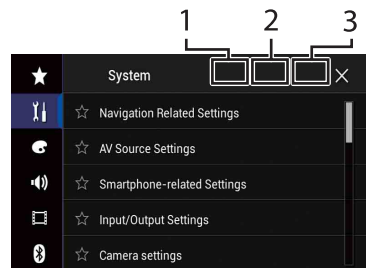 1 2 3
System
Navigation Related Settings
AV Source Settings
Smartphone-related Settings
Input/Output Settings
Camera settings